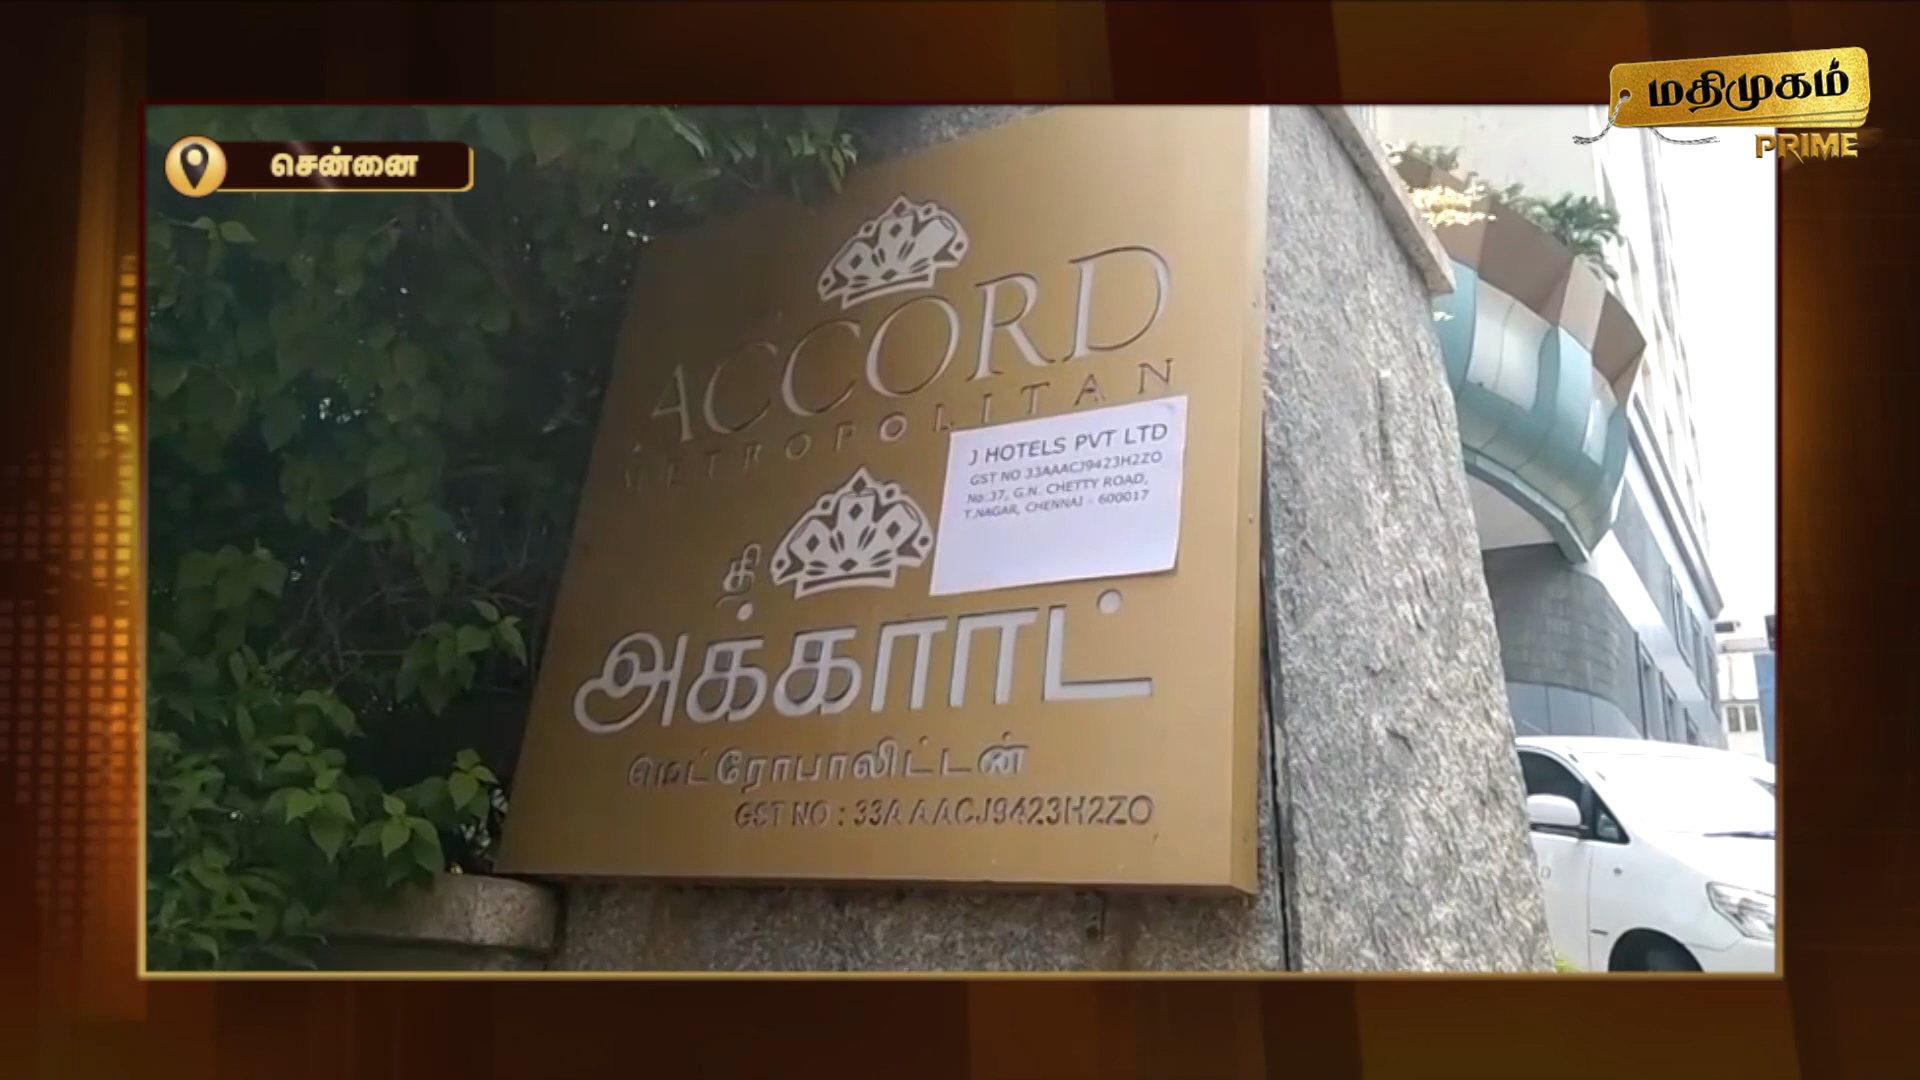 மதிமுகம்
PRIME
சென்னை
ACCORD
METROPOLITAN
J HOTELS PVT LTD
GST NO 33AAACJ9423H2ZO
No.37, G.N. CHETTY ROAD,
T.NAGAR, CHENNAI - 600017
தி
அக்கார்ட்
மெட்ரோபாலிட்டன்
GST NO : 33AAACJ9423H2ZO